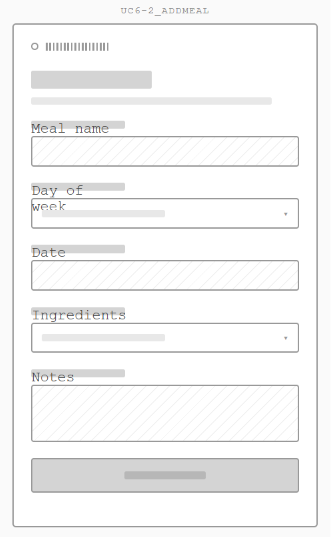 UC6-2_ADDMEAL
Meal name
Day of
week
Date
Ingredients
Notes